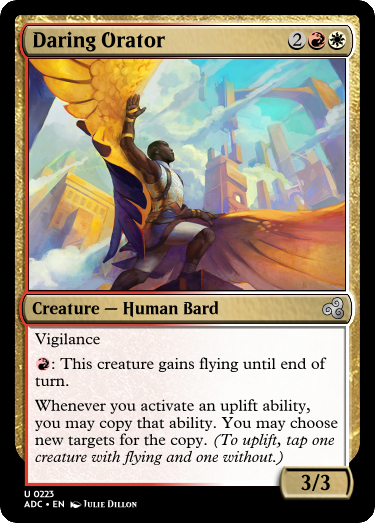 Daring Orator 2
Creature — Human Bard
Vigilance
: This creature gains flying until end of
turn.
Whenever you activate an uplift ability,
you may copy that ability. You may choose
new targets for the copy. (To uplift, tap one
creature with flying and one without.)
3/3
U 0223
ADC • EN Julie Dillon